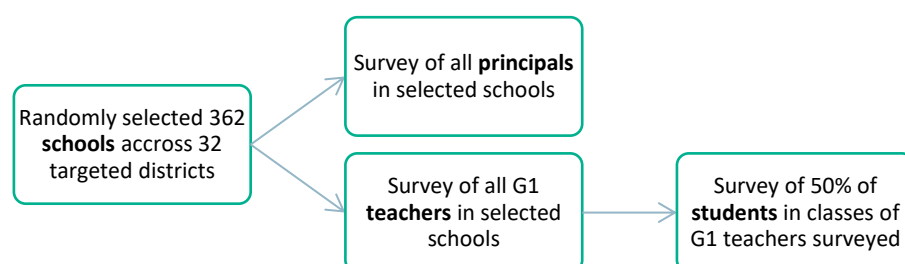 Randomly selected 362
schools accross 32
targeted districts
Survey of all principals
in selected schools
Survey of all G1
teachers in selected
schools
Survey of 50% of
students in classes of
G1 teachers surveyed